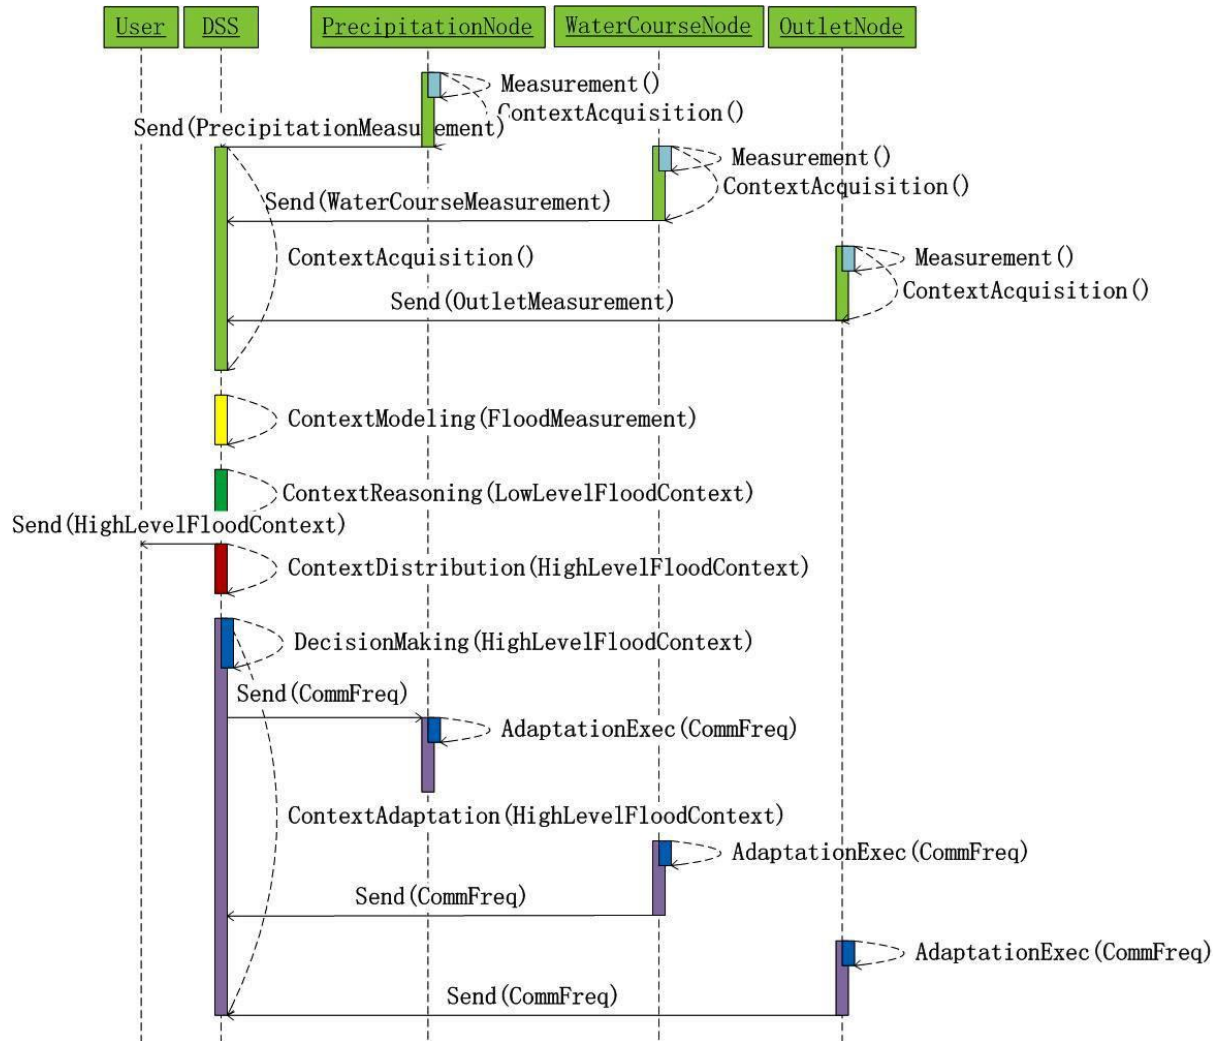 User
DSS
PrecipitationNode
WaterCourseNode
OutletNode
Measurement()
ContextAcquisition()
Send(PrecipitationMeasurement)
Measurement()
ContextAcquisition()
Send(WaterCourseMeasurement)
ContextAcquisition()
Measurement()
ContextAcquisition()
Send(OutletMeasurement)
ContextModeling(FloodMeasurement)
ContextReasoning(LowLevelFloodContext)
Send(HighLevelFloodContext)
ContextDistribution(HighLevelFloodContext)
DecisionMaking(HighLevelFloodContext)
Send(CommFreq)
AdaptationExec(CommFreq)
ContextAdaptation(HighLevelFloodContext)
AdaptationExec(CommFreq)
Send(CommFreq)
AdaptationExec(CommFreq)
Send(CommFreq)